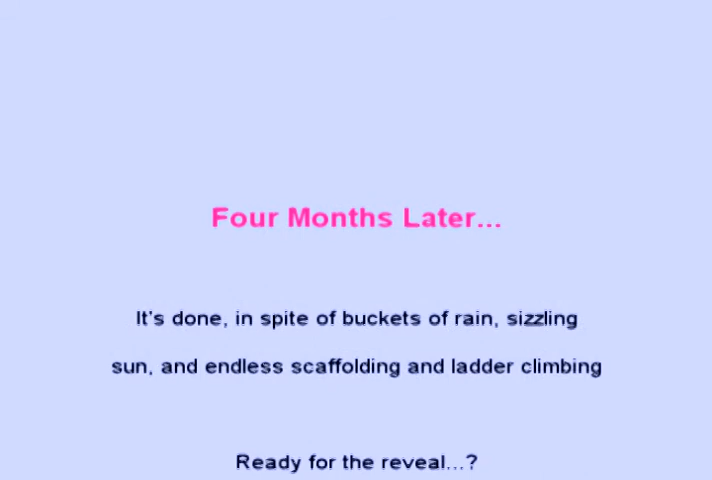 Four Months Later...
It's done, in spite of buckets of rain, sizzling
sun, and endless scaffolding and ladder climbing
Ready for the reveal...?